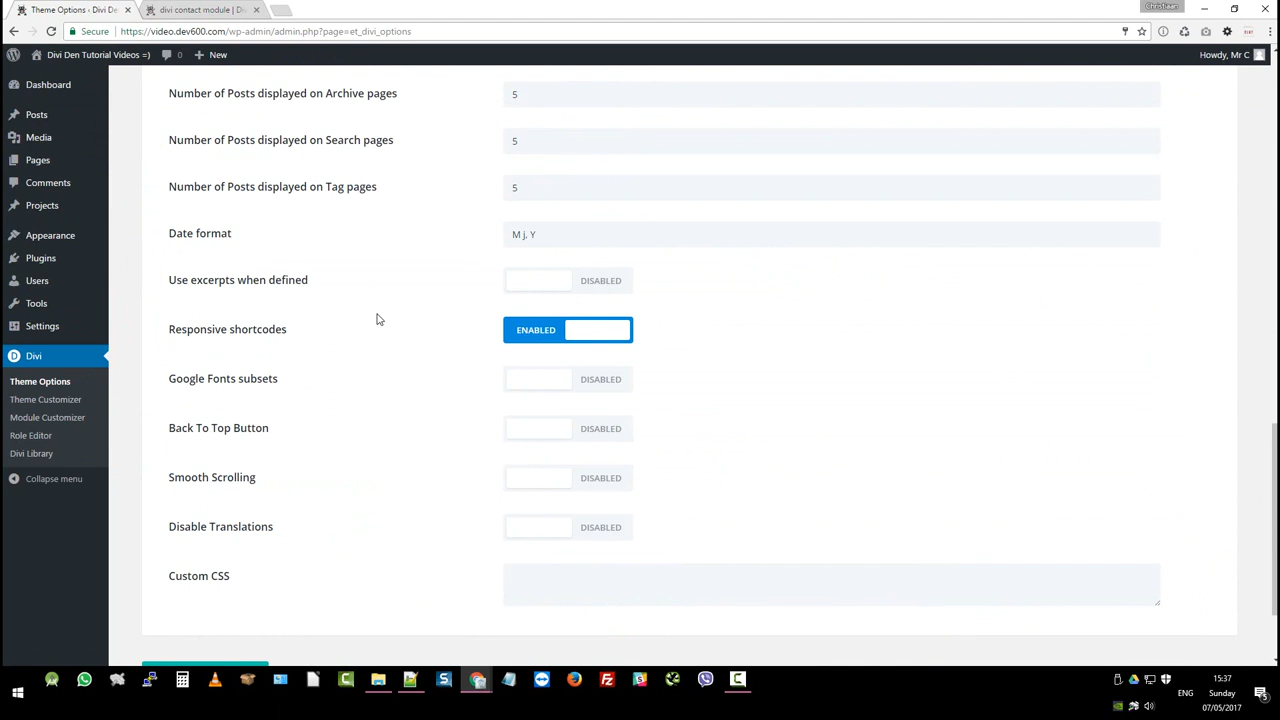 Theme Options ‹ Divi De
divi contact module | Di
Christiaan
Secure
https://video.dev600.com/wp-admin/admin.php?page=et_divi_options
Divi Den Tutorial Videos =)
0
New
Howdy, Mr C
Dashboard
Posts
Media
Pages
Comments
Projects
Appearance
Plugins
Users
Tools
Settings
Divi
Theme Options
Theme Customizer
Module Customizer
Role Editor
Divi Library
Collapse menu
Number of Posts displayed on Archive pages
5
Number of Posts displayed on Search pages
5
Number of Posts displayed on Tag pages
5
Date format
M j, Y
Use excerpts when defined
DISABLED
Responsive shortcodes
ENABLED
Google Fonts subsets
DISABLED
Back To Top Button
DISABLED
Smooth Scrolling
DISABLED
Disable Translations
DISABLED
Custom CSS
ENG
15:37
Sunday
07/05/2017